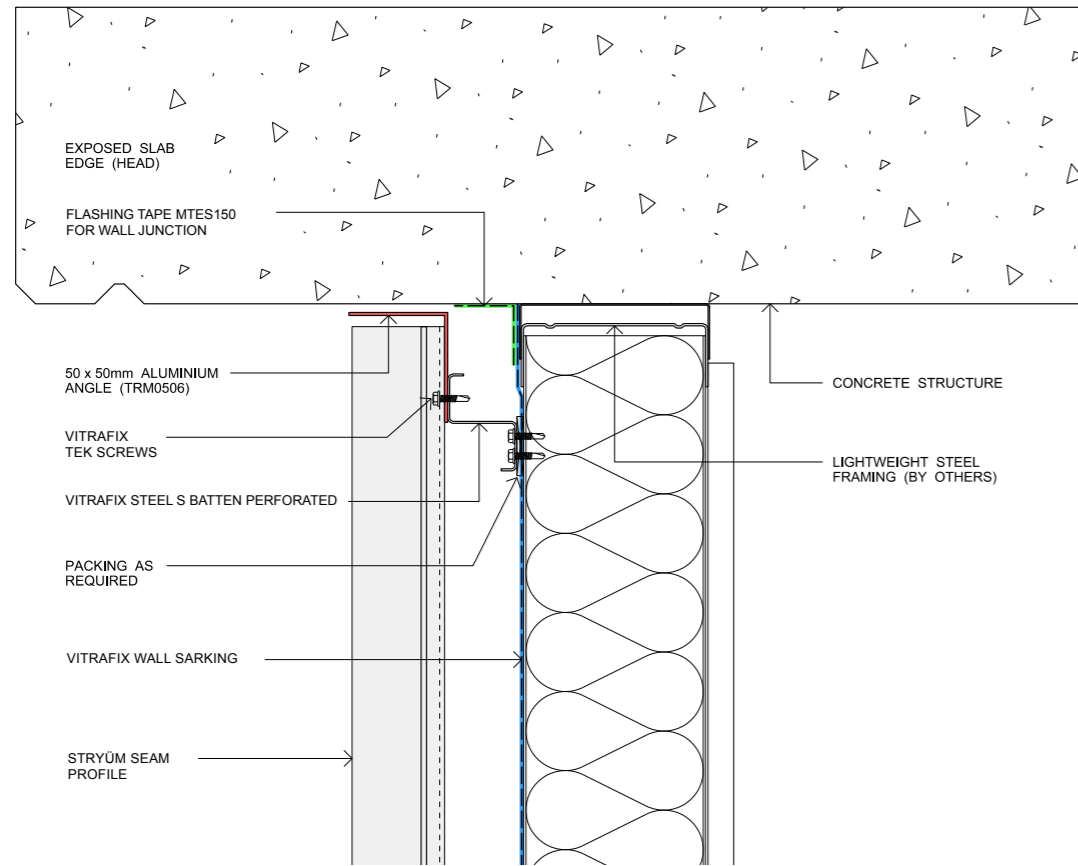 EXPOSED SLAB
EDGE (HEAD)
FLASHING TAPE MTES150
FOR WALL JUNCTION
50 x 50mm ALUMINIUM
ANGLE (TRM0506)
VITRAFIX
TEK SCREWS
VITRAFIX STEEL S BATTEN PERFORATED
PACKING AS
REQUIRED
VITRAFIX WALL SARKING
STRYÜM SEAM
PROFILE
CONCRETE STRUCTURE
LIGHTWEIGHT STEEL
FRAMING (BY OTHERS)